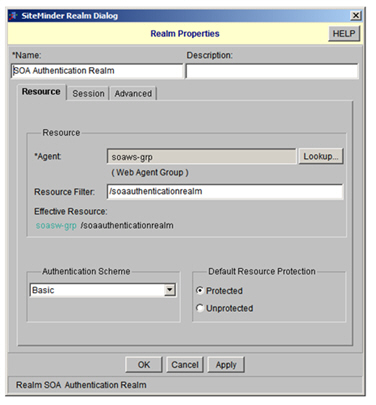 SiteMinder Realm Dialog
Realm Properties
HELP
*Name: Description:
SOA Authentication Realm
Resource Session Advanced
Resource
*Agent: soaws-grp Lookup...
( Web Agent Group )
Resource Filter: /soaauthenticationrealm
Effective Resource:
soasw-grp /soaauthenticationrealm
Authentication Scheme Default Resource Protection
Basic Protected
Unprotected
OK Cancel Apply
Realm SOA Authentication Realm